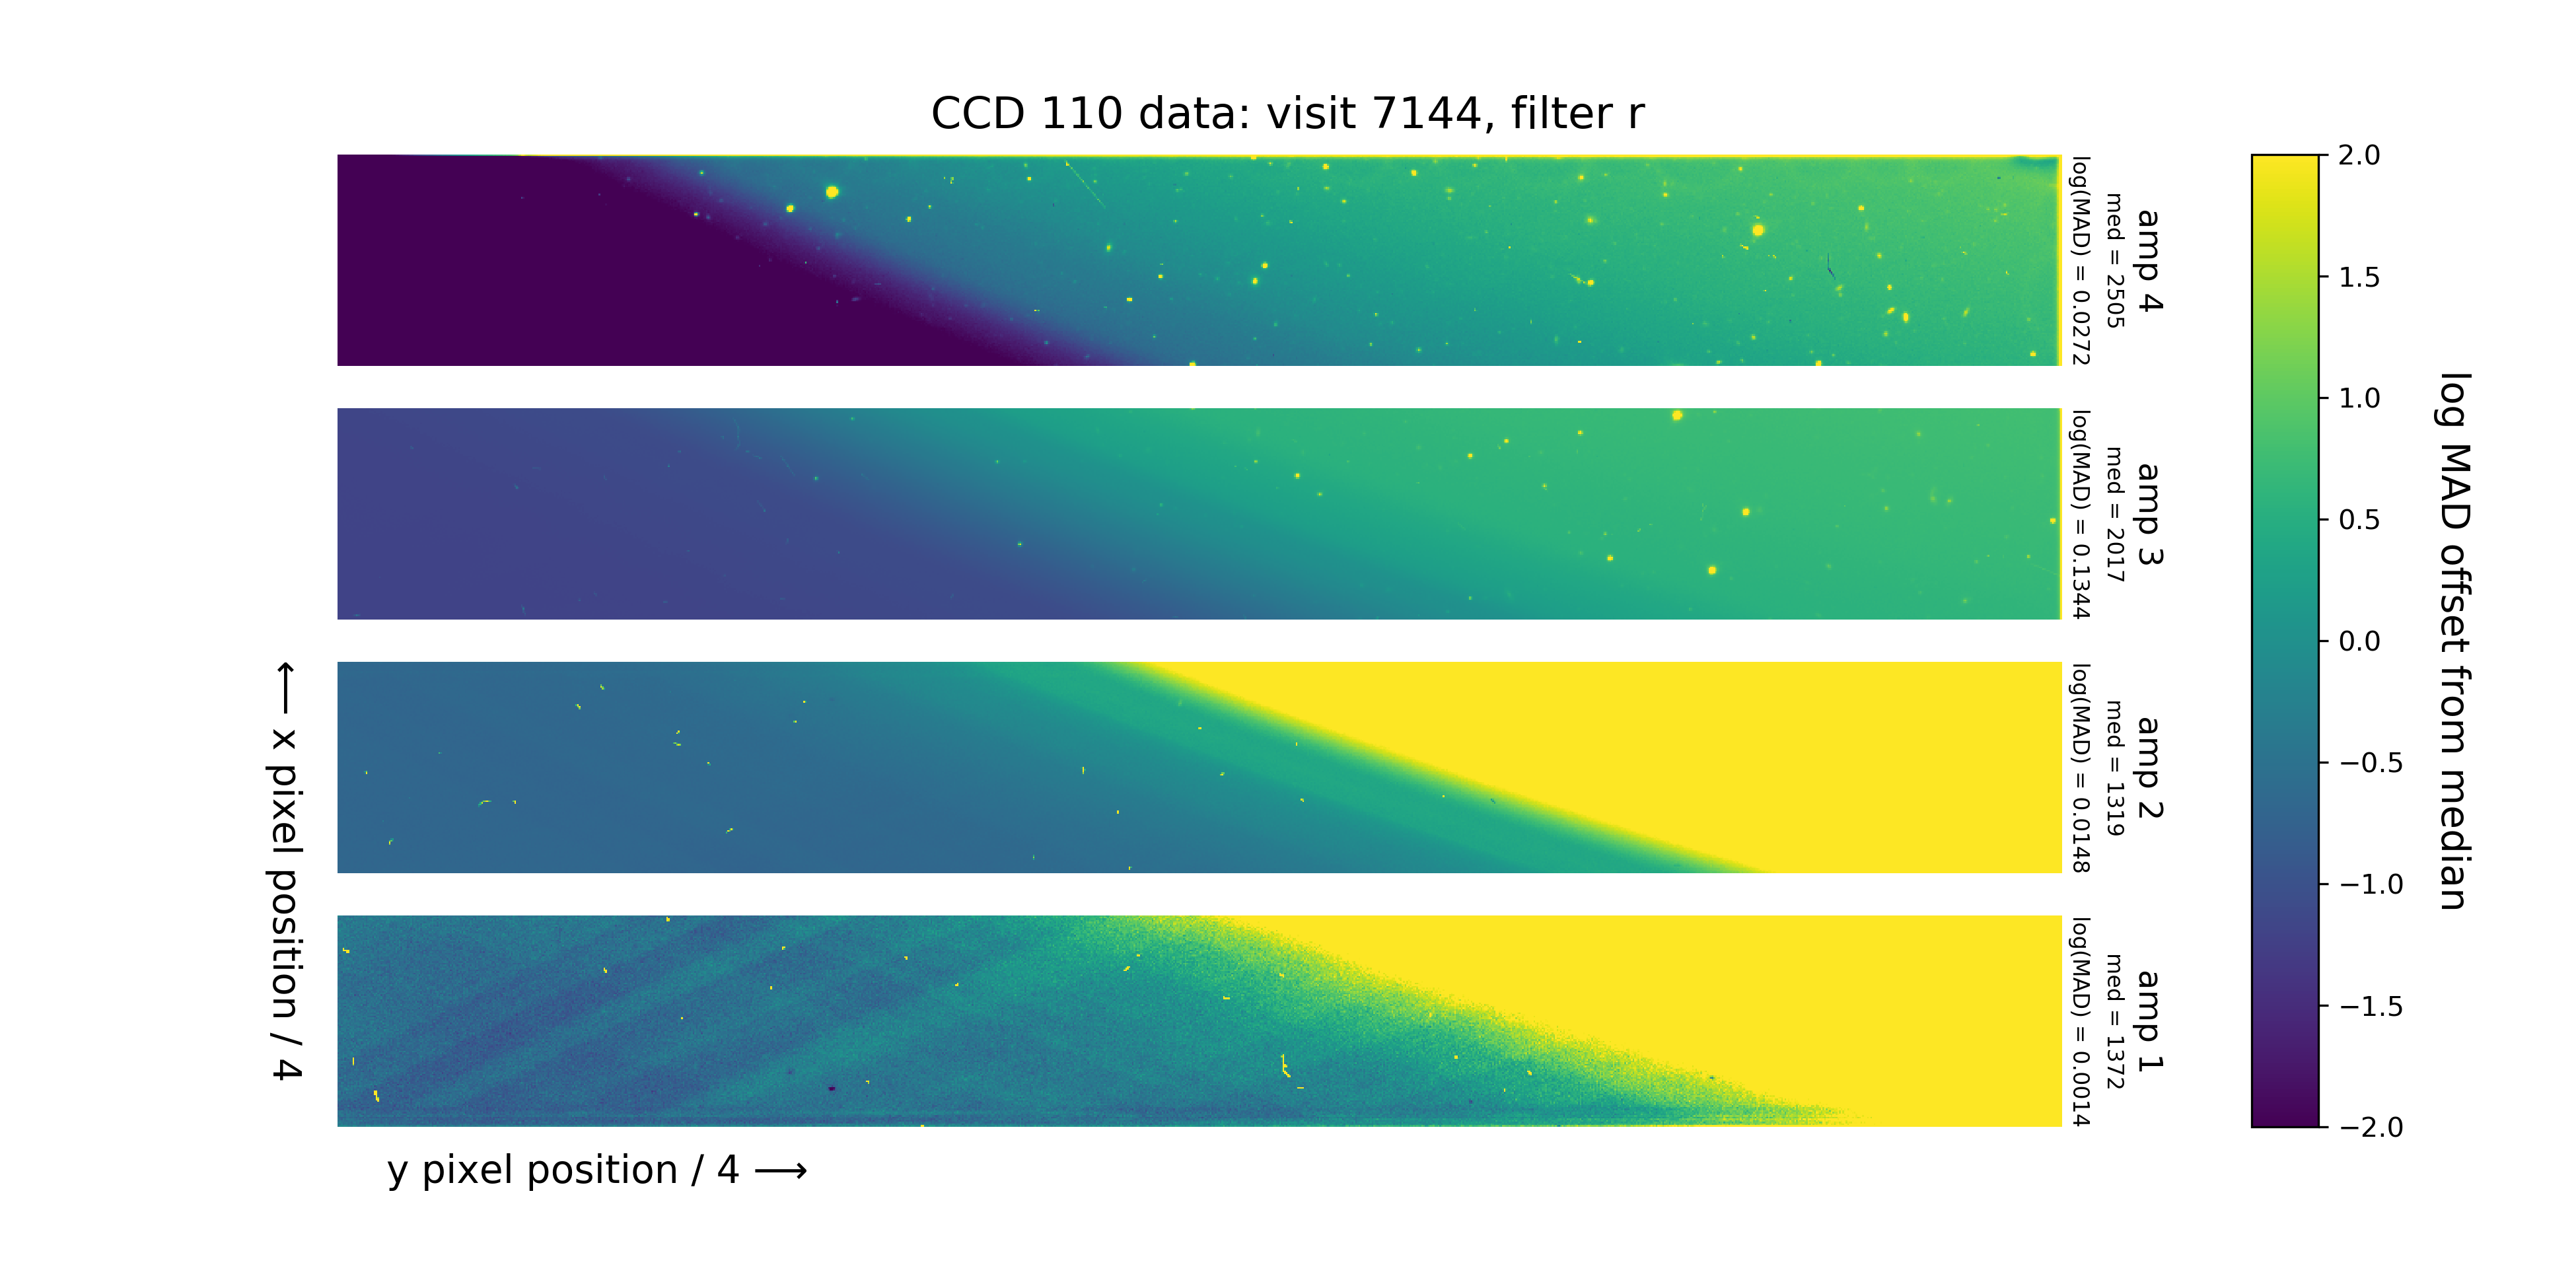 CCD 110 data: visit 7144, filter r
amp 4
med = 2505
log(MAD) = 0.0272
amp 3
med = 2017
log(MAD) = 0.1344
amp 2
med = 1319
log(MAD) = 0.0148
amp 1
med = 1372
log(MAD) = 0.0014
⟵ x pixel position / 4
y pixel position / 4 ⟶
2.0
1.5
1.0
0.5
0.0
−0.5
−1.0
−1.5
−2.0
log MAD offset from median